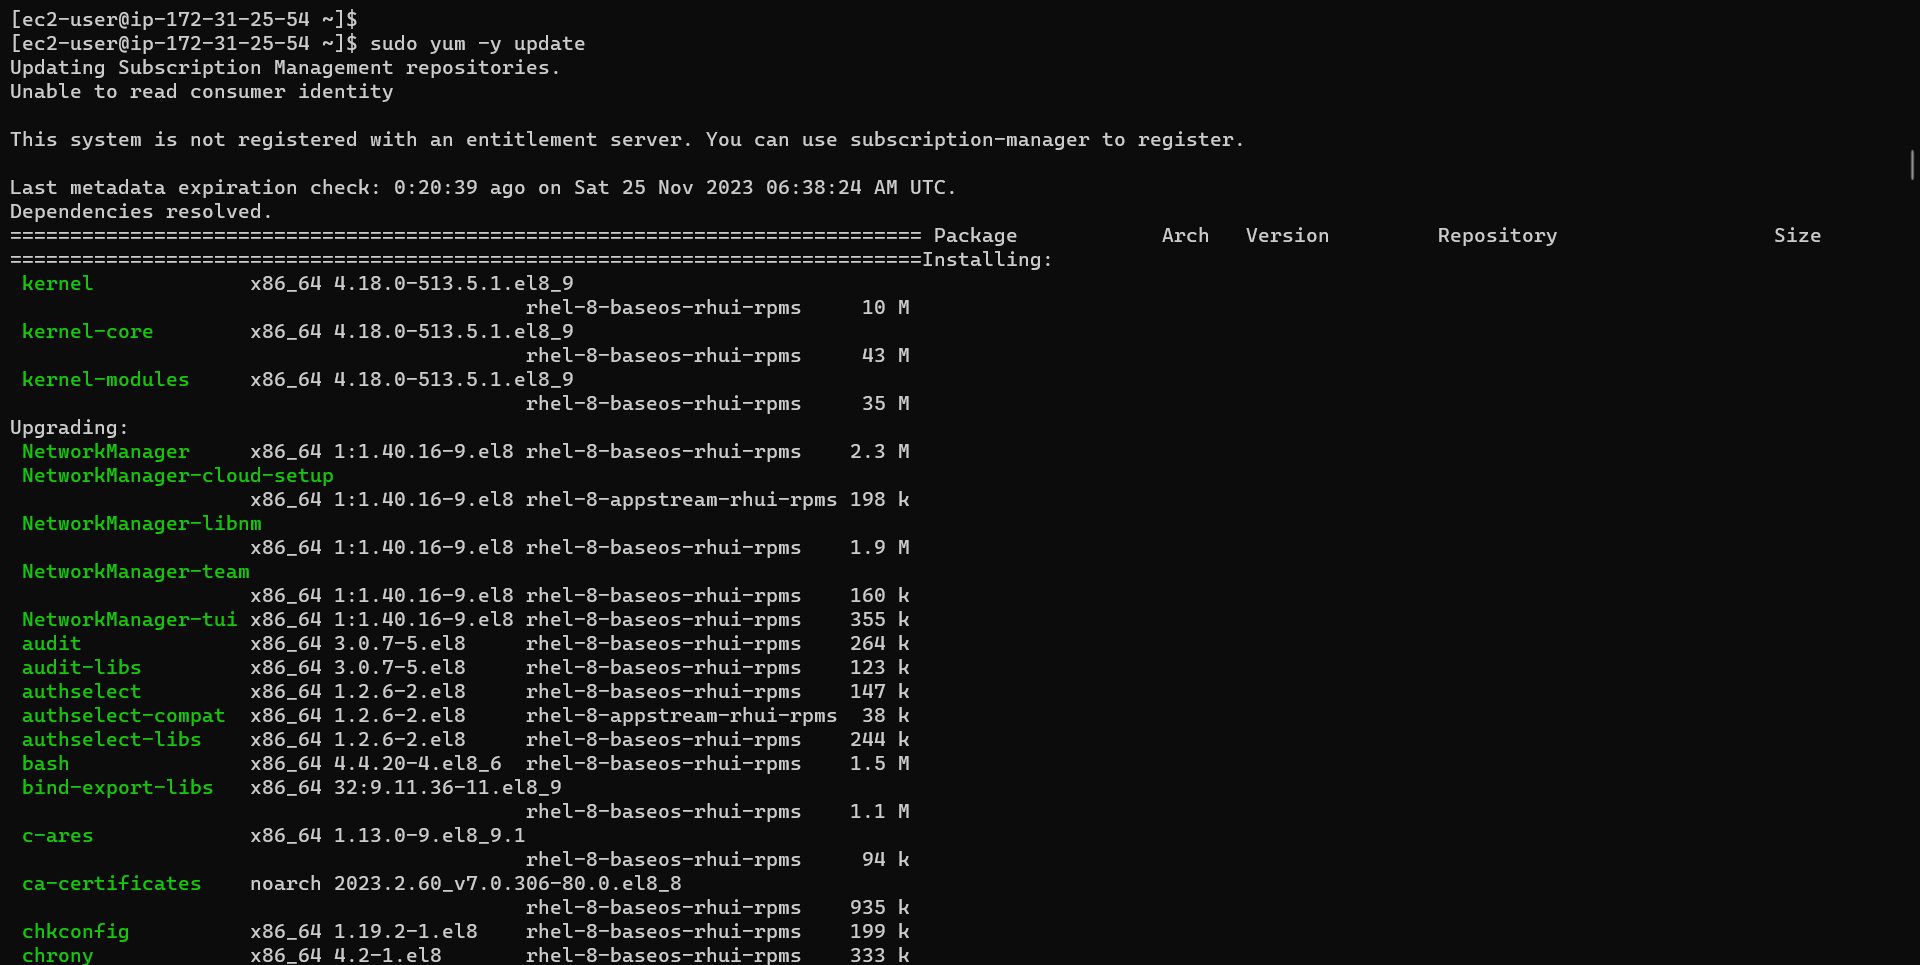 [ec2-user@ip-172-31-25-54 ~]$
[ec2-user@ip-172-31-25-54 ~]$ sudo yum -y update
Updating Subscription Management repositories.
Unable to read consumer identity

This system is not registered with an entitlement server. You can use subscription-manager to register.

Last metadata expiration check: 0:20:39 ago on Sat 25 Nov 2023 06:38:24 AM UTC.
Dependencies resolved.
============================================================================ Package            Arch   Version         Repository                  Size
============================================================================Installing:
 kernel             x86_64 4.18.0-513.5.1.el8_9
                                           rhel-8-baseos-rhui-rpms     10 M
 kernel-core        x86_64 4.18.0-513.5.1.el8_9
                                           rhel-8-baseos-rhui-rpms     43 M
 kernel-modules     x86_64 4.18.0-513.5.1.el8_9
                                           rhel-8-baseos-rhui-rpms     35 M
Upgrading:
 NetworkManager     x86_64 1:1.40.16-9.el8 rhel-8-baseos-rhui-rpms    2.3 M
 NetworkManager-cloud-setup
                    x86_64 1:1.40.16-9.el8 rhel-8-appstream-rhui-rpms 198 k
 NetworkManager-libnm
                    x86_64 1:1.40.16-9.el8 rhel-8-baseos-rhui-rpms    1.9 M
 NetworkManager-team
                    x86_64 1:1.40.16-9.el8 rhel-8-baseos-rhui-rpms    160 k
 NetworkManager-tui x86_64 1:1.40.16-9.el8 rhel-8-baseos-rhui-rpms    355 k
 audit              x86_64 3.0.7-5.el8     rhel-8-baseos-rhui-rpms    264 k
 audit-libs         x86_64 3.0.7-5.el8     rhel-8-baseos-rhui-rpms    123 k
 authselect         x86_64 1.2.6-2.el8     rhel-8-baseos-rhui-rpms    147 k
 authselect-compat  x86_64 1.2.6-2.el8     rhel-8-appstream-rhui-rpms  38 k
 authselect-libs    x86_64 1.2.6-2.el8     rhel-8-baseos-rhui-rpms    244 k
 bash               x86_64 4.4.20-4.el8_6  rhel-8-baseos-rhui-rpms    1.5 M
 bind-export-libs   x86_64 32:9.11.36-11.el8_9
                                           rhel-8-baseos-rhui-rpms    1.1 M
 c-ares             x86_64 1.13.0-9.el8_9.1
                                           rhel-8-baseos-rhui-rpms     94 k
 ca-certificates    noarch 2023.2.60_v7.0.306-80.0.el8_8
                                           rhel-8-baseos-rhui-rpms    935 k
 chkconfig          x86_64 1.19.2-1.el8    rhel-8-baseos-rhui-rpms    199 k
 chrony             x86_64 4.2-1.el8       rhel-8-baseos-rhui-rpms    333 k